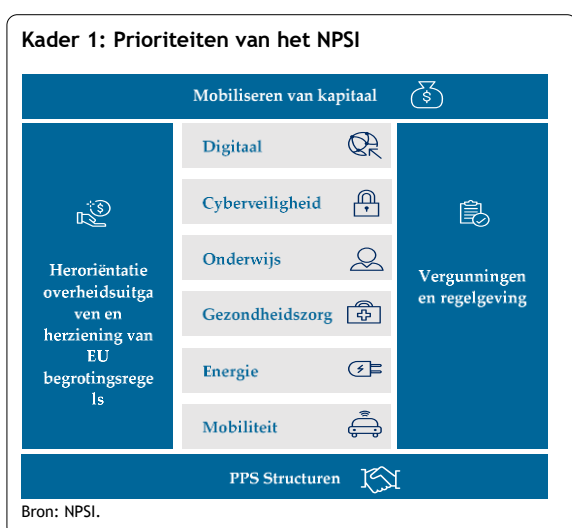 Kader 1: Prioriteiten van het NPSI
Mobiliseren van kapitaal
Heroriëntatie
overheidsuitga
ven en
herziening van
EU
begrotingsrege
ls
Digitaal
Cyberveiligheid
Onderwijs
Gezondheidszorg
Energie
Mobiliteit
Vergunningen
en regelgeving
PPS Structuren
Bron: NPSI.